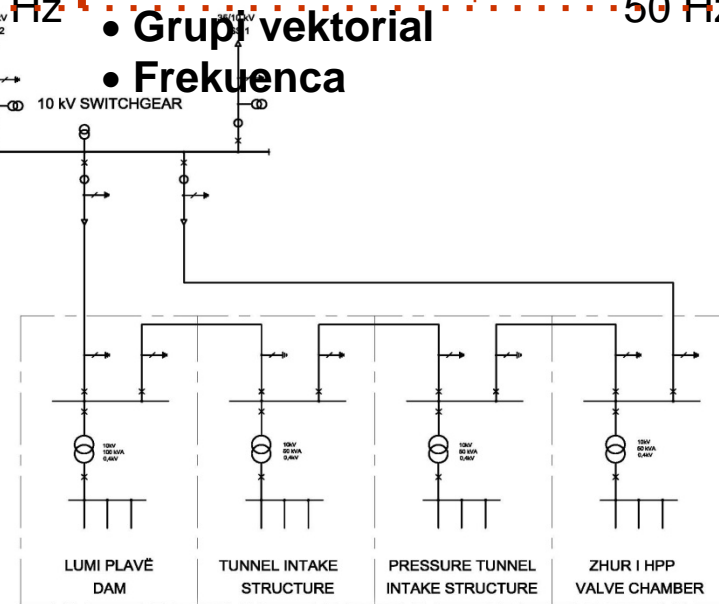 Hz
50 Hz
• Grupi vektorial
• Frekuenca
10 kV SWITCHGEAR
10kV
100 kVA
0,4kV
10kV
50 kVA
0,4kV
10kV
50 kVA
0,4kV
10kV
50 kVA
0,4kV
LUMI PLAVË
DAM
TUNNEL INTAKE
STRUCTURE
PRESSURE TUNNEL
INTAKE STRUCTURE
ZHUR I HPP
VALVE CHAMBER